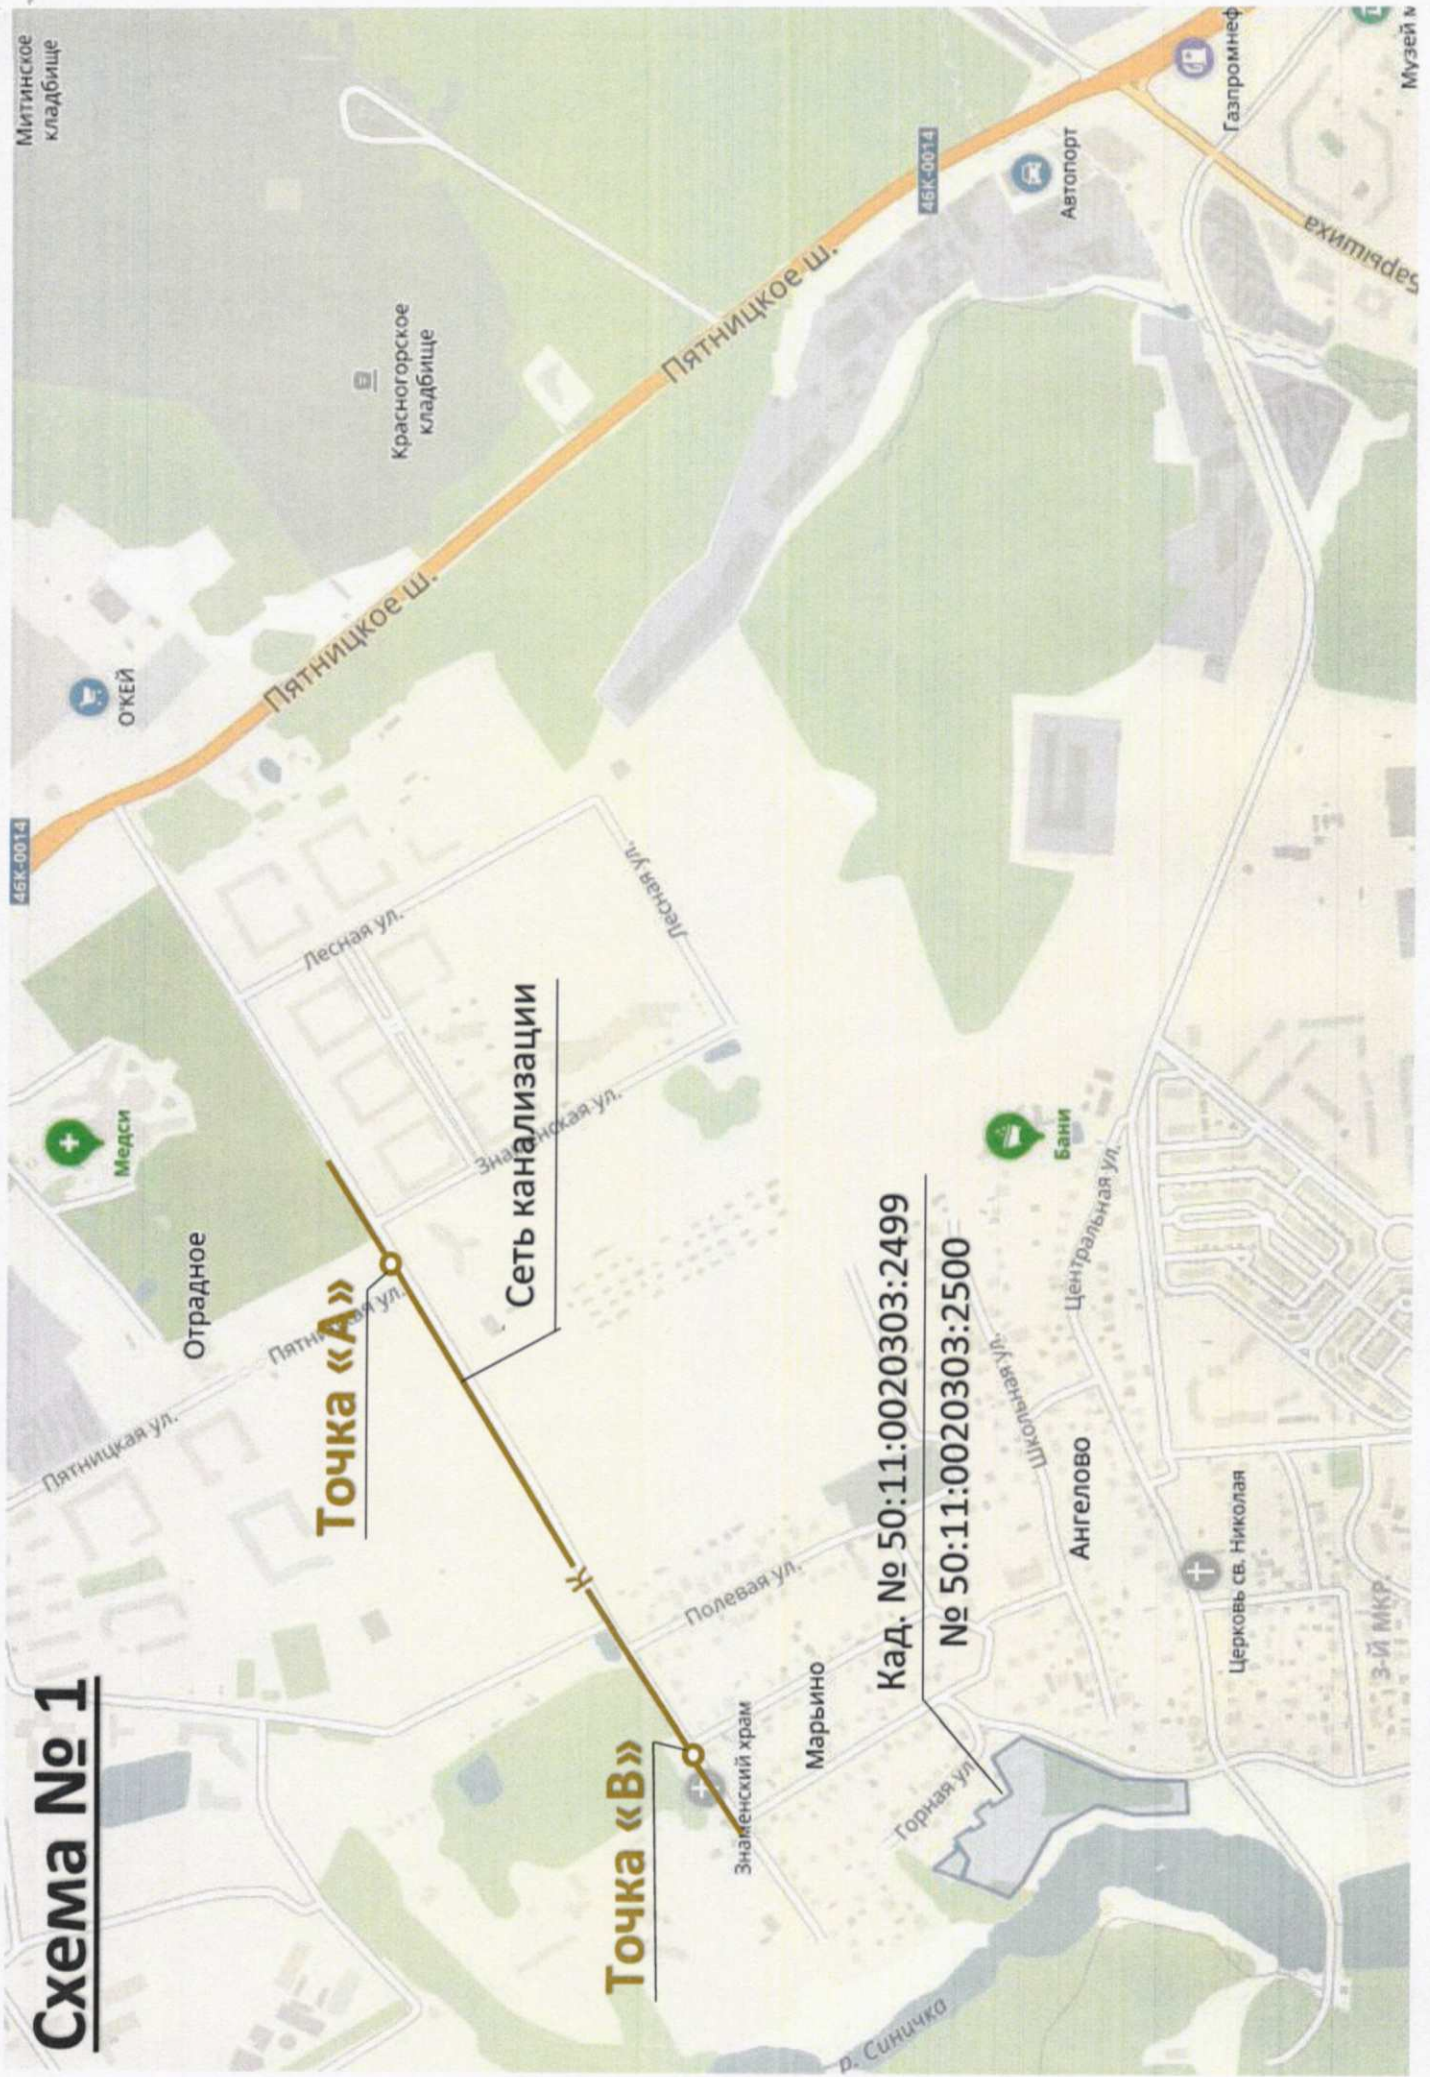 Схема № 1
Митинское
кладбище
46К-0014
О'КЕЙ
Медси
Отрадное
Пятницкая ул.
Пятницкое ш.
Красногорское
кладбище
Пятницкая ул.
Точка «А»
Лесная ул.
Знаменская ул.
Сеть канализации
Лесная ул.
Пятницкое ш.
К
Точка «В»
Полевая ул.
Знаменский храм
Марьино
46К-0014
Автопорт
Кад. № 50:11:0020303:2499
№ 50:11:0020303:2500
Горная ул.
р. Синичка
Бани
Школьная ул.
Центральная ул.
Ангелово
Церковь св. Николая
Газпромнеф
Барышиха
3-й мкр.
Музей м